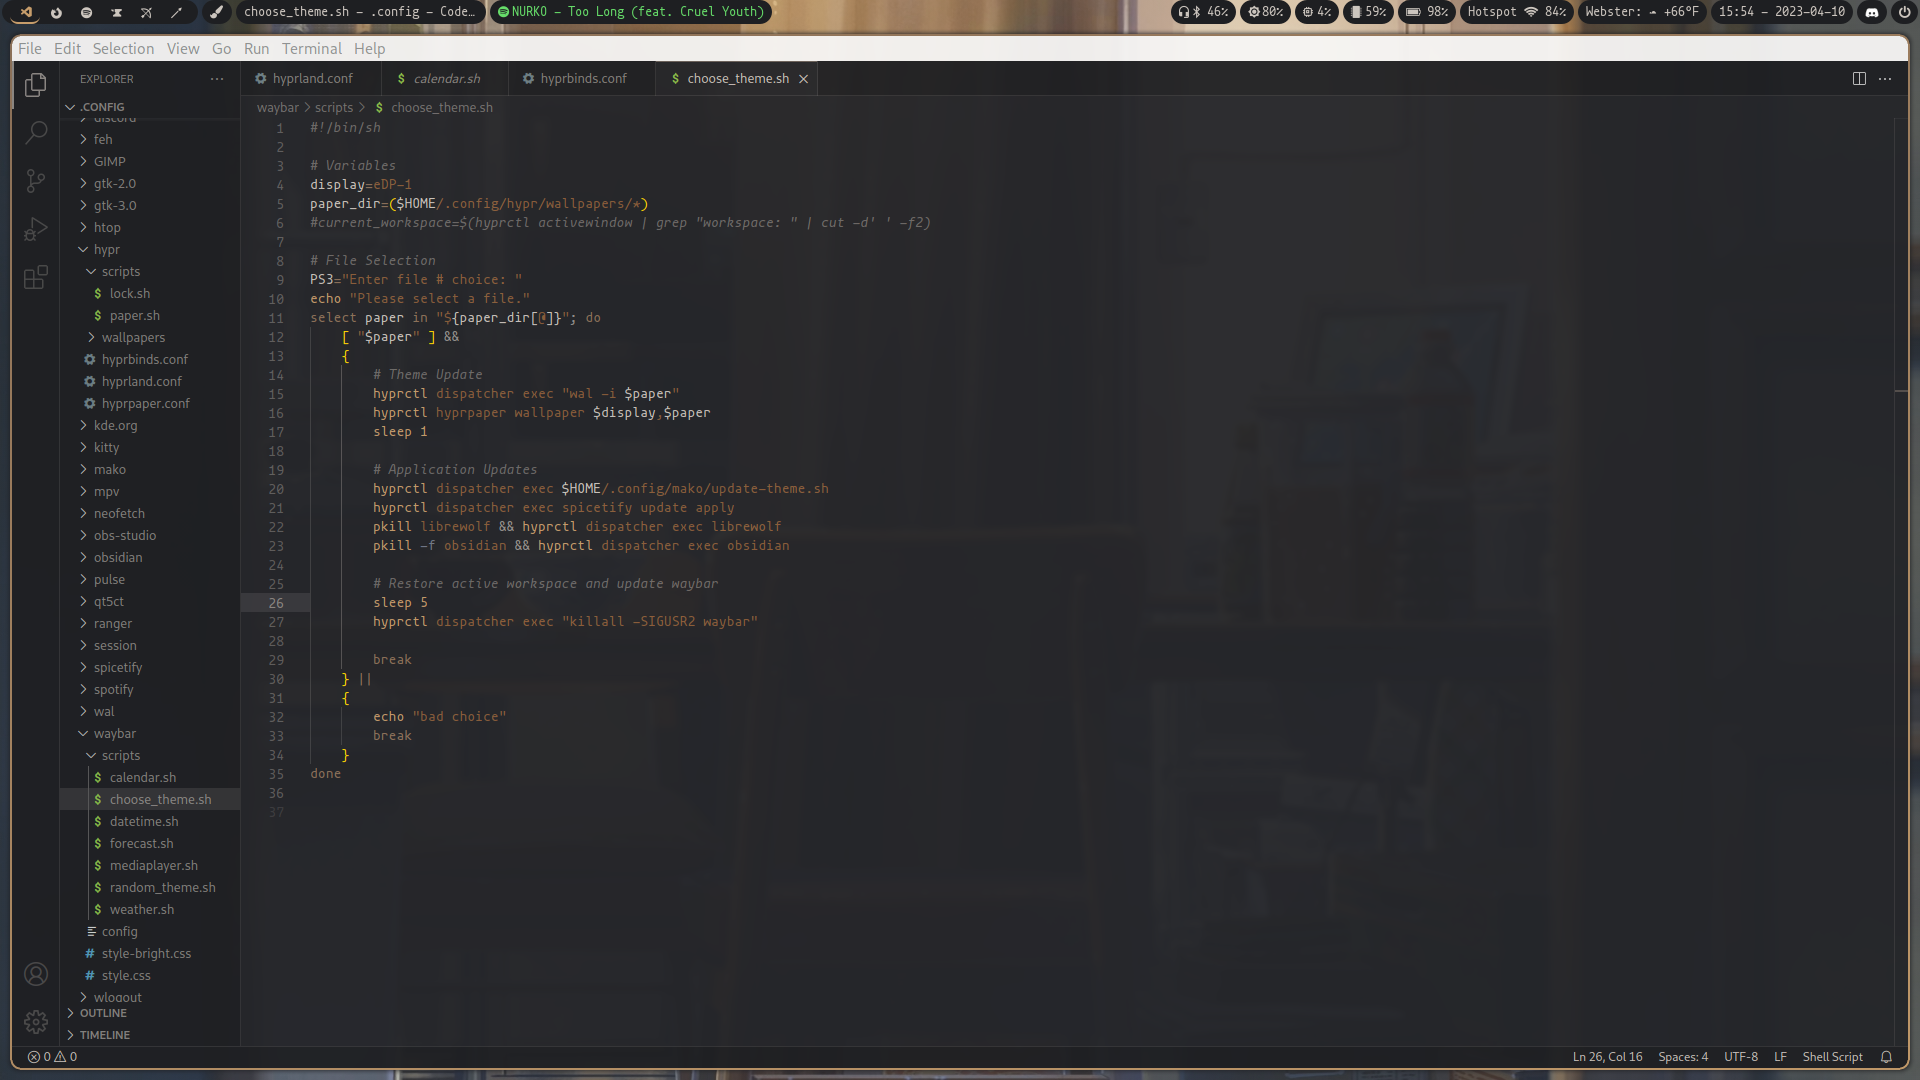 choose_theme.sh - .config - Code…
NURKO - Too Long (feat. Cruel Youth)
46%
80%
4%
59%
98%
Hotspot 84%
Webster: +66°F
15:54 - 2023-04-10
File Edit Selection View Go Run Terminal Help
EXPLORER
.CONFIG
discord
feh
GIMP
gtk-2.0
gtk-3.0
htop
hypr
scripts
lock.sh
paper.sh
wallpapers
hyprbinds.conf
hyprland.conf
hyprpaper.conf
kde.org
kitty
mako
mpv
neofetch
obs-studio
obsidian
pulse
qt5ct
ranger
session
spicetify
spotify
wal
waybar
scripts
calendar.sh
choose_theme.sh
datetime.sh
forecast.sh
mediaplayer.sh
random_theme.sh
weather.sh
config
# style-bright.css
# style.css
wlogout
OUTLINE
TIMELINE
hyprland.conf
$ calendar.sh
hyprbinds.conf
$ choose_theme.sh
waybar > scripts > $ choose_theme.sh
1 #!/bin/sh
2
3 # Variables
4 display=eDP-1
5 paper_dir=($HOME/.config/hypr/wallpapers/*)
6 #current_workspace=$(hyprctl activewindow | grep "workspace: " | cut -d' ' -f2)
7
8 # File Selection
9 PS3="Enter file # choice: "
10 echo "Please select a file."
11 select paper in "${paper_dir[@]}"; do
12     [ "$paper" ] &&
13     {
14         # Theme Update
15         hyprctl dispatcher exec "wal -i $paper"
16         hyprctl hyprpaper wallpaper $display,$paper
17         sleep 1
18
19         # Application Updates
20         hyprctl dispatcher exec $HOME/.config/mako/update-theme.sh
21         hyprctl dispatcher exec spicetify update apply
22         pkill librewolf && hyprctl dispatcher exec librewolf
23         pkill -f obsidian && hyprctl dispatcher exec obsidian
24
25         # Restore active workspace and update waybar
26         sleep 5
27         hyprctl dispatcher exec "killall -SIGUSR2 waybar"
28
29         break
30     } ||
31     {
32         echo "bad choice"
33         break
34     }
35 done
36
37
0 0
Ln 26, Col 16 Spaces: 4 UTF-8 LF Shell Script